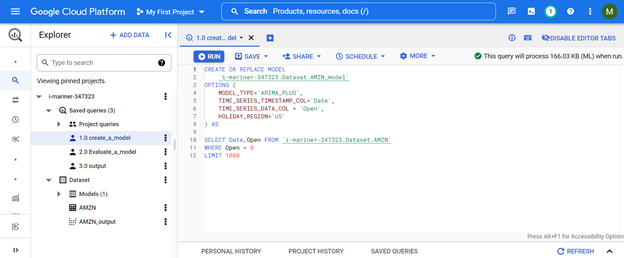 Google Cloud Platform
My First Project
Search Products, resources, docs (/)
1
M
Explorer
+ ADD DATA
1.0 creat... del
DISABLE EDITOR TABS
Type to search
RUN
SAVE
SHARE
SCHEDULE
MORE
This query will process 166.03 KB (ML) when run.
Viewing pinned projects.
i-mariner-347323
Saved queries (3)
Project queries
1.0 create_a_model
2.0 Evaluate_a_model
3.0 output
Dataset
Models (1)
AMZN
AMZN_output
1 CREATE OR REPLACE MODEL
2 `i-mariner-347323.Dataset.AMZN_model`
3 OPTIONS (
4 MODEL_TYPE='ARIMA_PLUS',
5 TIME_SERIES_TIMESTAMP_COL='Date',
6 TIME_SERIES_DATA_COL = 'Open',
7 HOLIDAY_REGION='US'
8 ) AS
9
10 SELECT Date,Open FROM `i-mariner-347323.Dataset.AMZN`
11 WHERE Open > 0
12 LIMIT 1000
Press Alt+F1 for Accessibility Options
PERSONAL HISTORY
PROJECT HISTORY
SAVED QUERIES
REFRESH